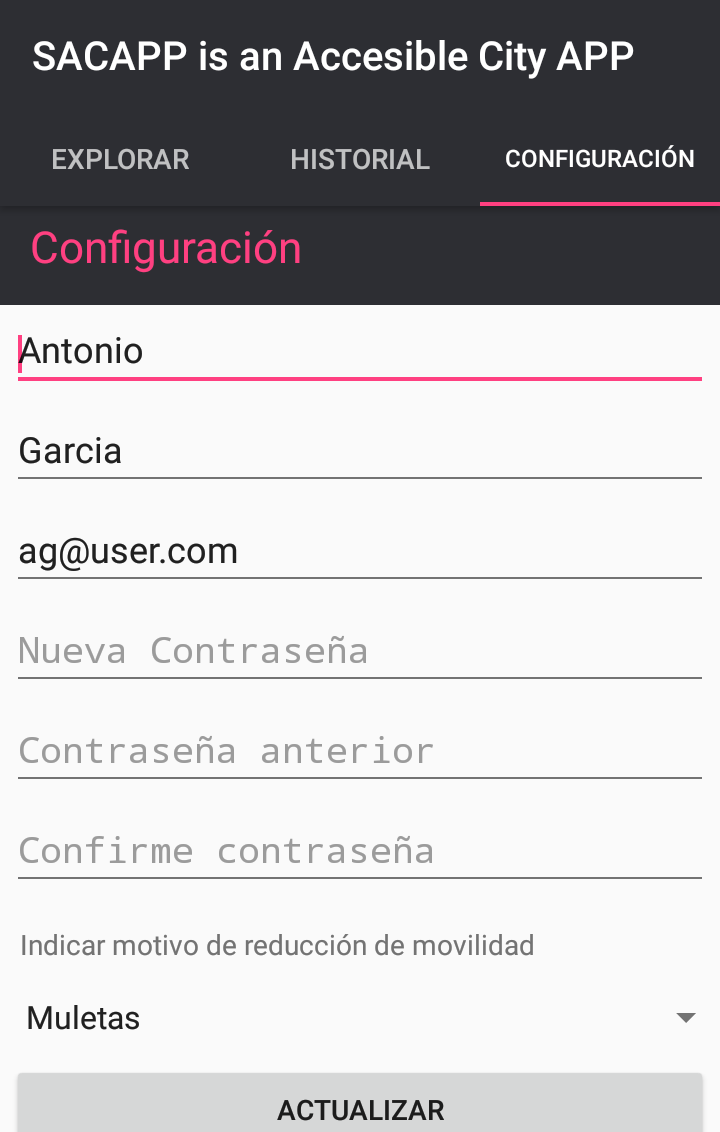 SACAPP is an Accesible City APP
EXPLORAR HISTORIAL CONFIGURACIÓN
Configuración
Antonio
Garcia
ag@user.com
Nueva Contraseña
Contraseña anterior
Confirme contraseña
Indicar motivo de reducción de movilidad
Muletas
ACTUALIZAR